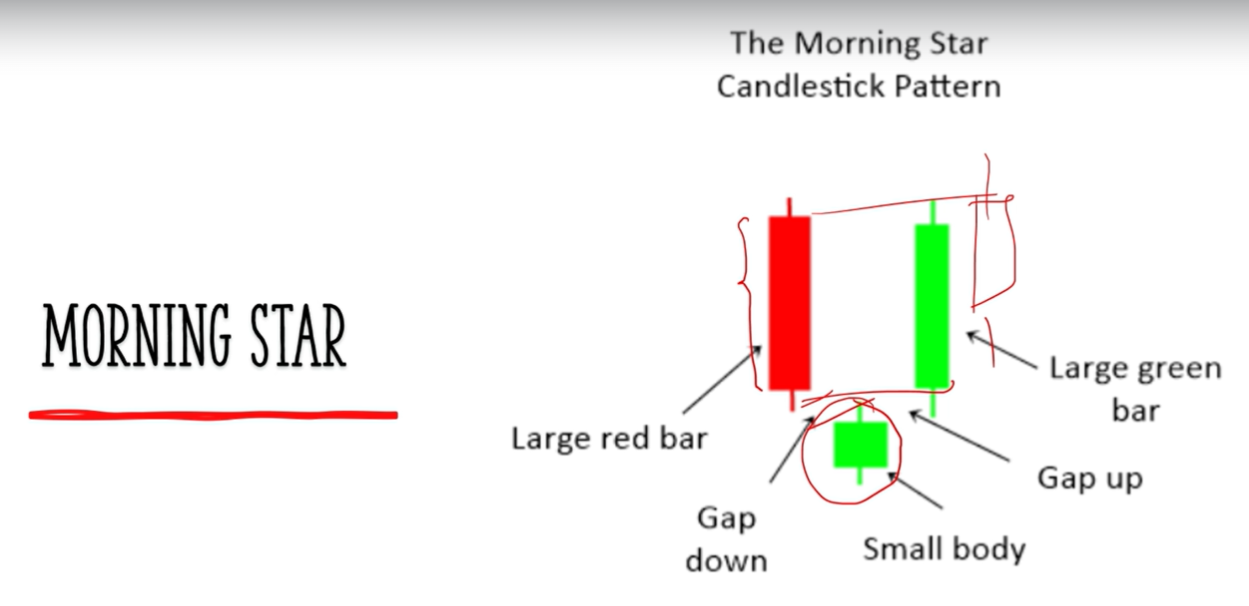 The Morning Star
Candlestick Pattern
MORNING STAR
Large red bar
Large green
bar
Gap up
Gap
down
Small body